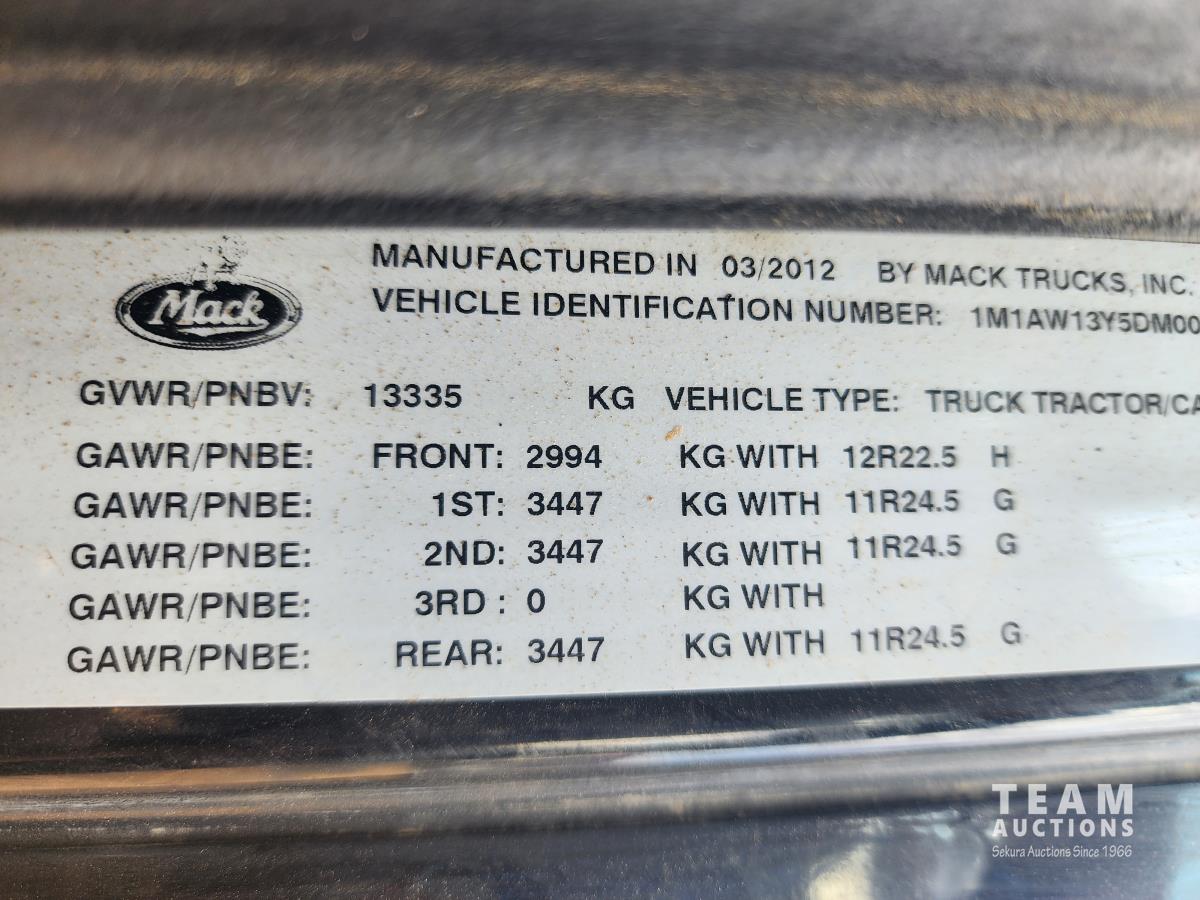 Mack
MANUFACTURED IN 03/2012 BY MACK TRUCKS, INC.
VEHICLE IDENTIFICATION NUMBER: 1M1AW13Y5DM00
GVWR/PNBV: 13335 KG VEHICLE TYPE: TRUCK TRACTOR/CA
GAWR/PNBE: FRONT: 2994 KG WITH 12R22.5 H
GAWR/PNBE: 1ST: 3447 KG WITH 11R24.5 G
GAWR/PNBE: 2ND: 3447 KG WITH 11R24.5 G
GAWR/PNBE: 3RD : 0 KG WITH
GAWR/PNBE: REAR: 3447 KG WITH 11R24.5 G
TEAM
AUCTIONS
Sekura Auctions Since 1966